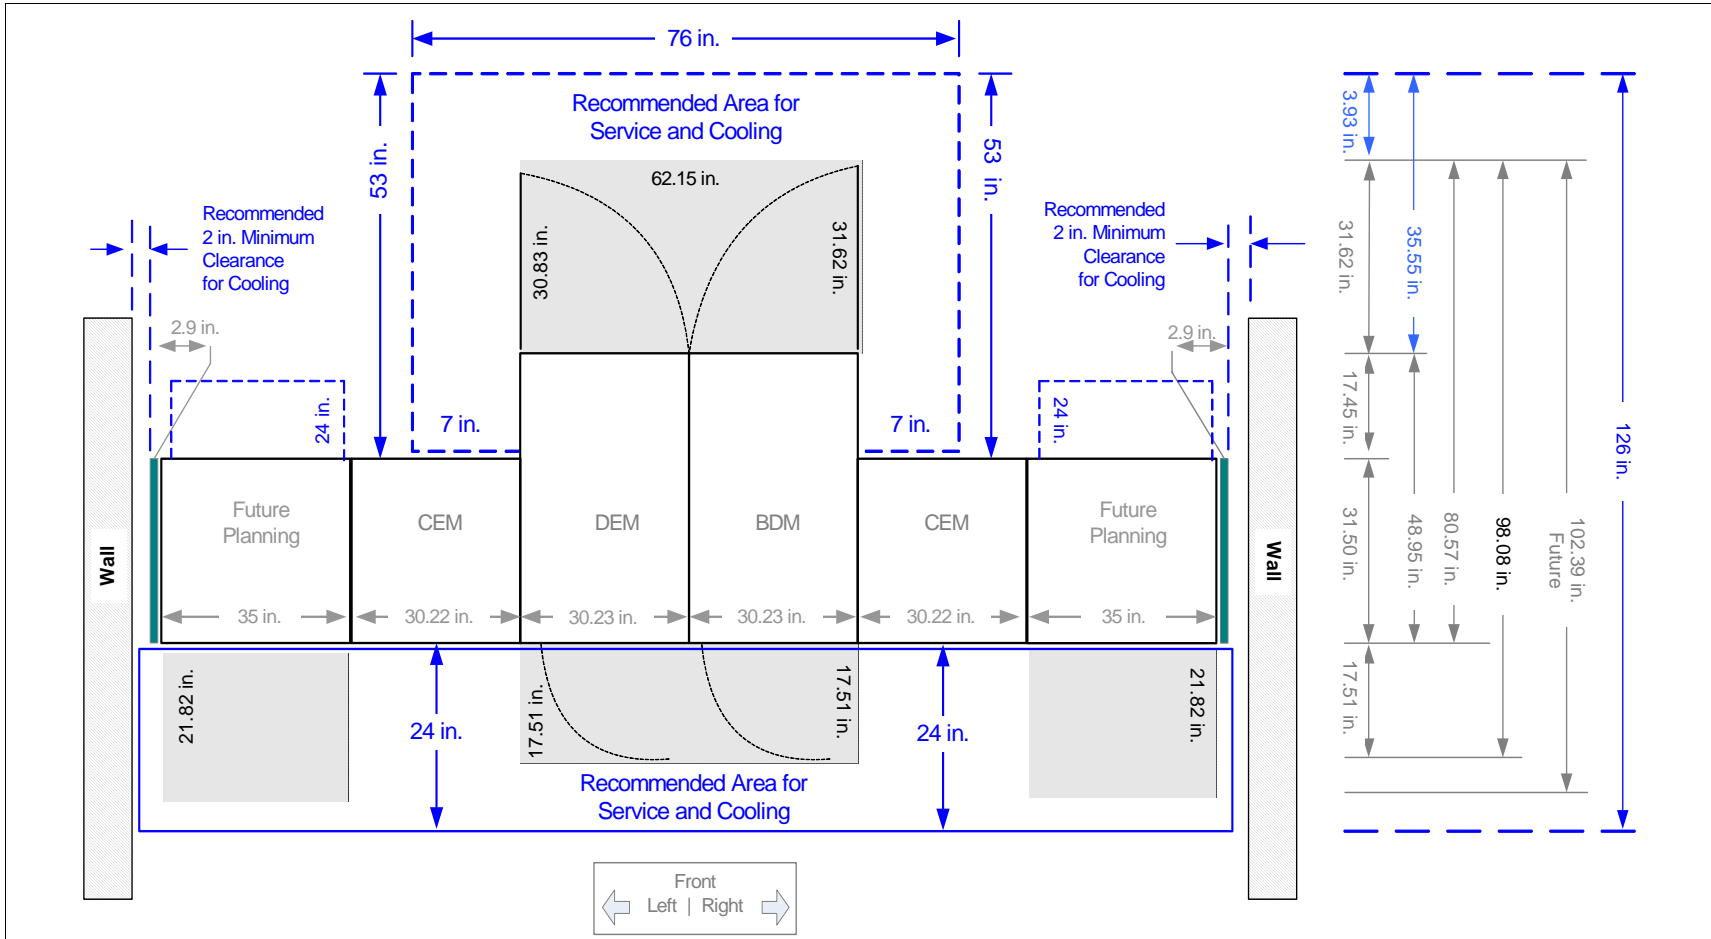 76 in.
Recommended Area for
Service and Cooling
53 in.
53 in.
62.15 in.
30.83 in.
31.62 in.
Recommended
2 in. Minimum
Clearance
for Cooling
Recommended
2 in. Minimum
Clearance
for Cooling
2.9 in.
2.9 in.
24 in.
7 in.
7 in.
24 in.
Wall
Future
Planning
CEM
DEM
BDM
CEM
Future
Planning
Wall
35 in.
30.22 in.
30.23 in.
30.23 in.
30.22 in.
35 in.
21.82 in.
24 in.
17.51 in.
17.51 in.
24 in.
21.82 in.
Recommended Area for
Service and Cooling
Front
Left | Right
3.93 in.
31.62 in.
35.55 in.
17.45 in.
31.50 in.
48.95 in.
80.57 in.
98.08 in.
102.39 in.
Future
17.51 in.
126 in.